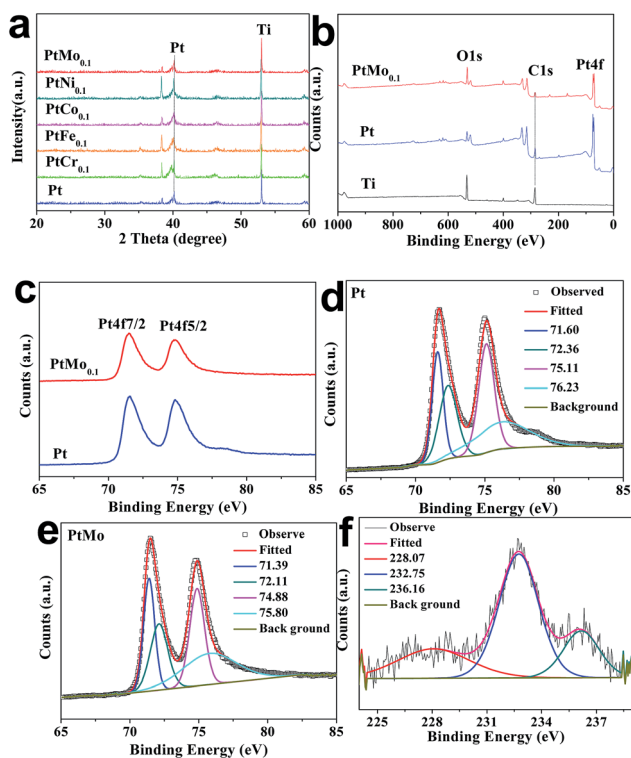 a
Pt
Ti
PtMo0.1
PtNi0.1
PtCo0.1
PtFe0.1
PtCr0.1
Pt
Intensity(a.u.)
20 30 40 50 60
2 Theta (degree)
b
O1s
C1s
Pt4f
PtMo0.1
Pt
Ti
Counts (a.u.)
1000 800 600 400 200 0
Binding Energy (eV)
c
Pt4f7/2 Pt4f5/2
PtMo0.1
Pt
Counts (a.u.)
65 70 75 80 85
Binding Energy (eV)
d
Pt
Observed
Fitted
71.60
72.36
75.11
76.23
Background
Counts (a.u.)
65 70 75 80 85
Binding Energy (eV)
e
PtMo
Observe
Fitted
71.39
72.11
74.88
75.80
Back ground
Counts (a.u.)
65 70 75 80 85
Binding Energy (eV)
f
Observe
Fitted
228.07
232.75
236.16
Back ground
Counts (a.u.)
225 228 231 234 237
Binding Energy (eV)